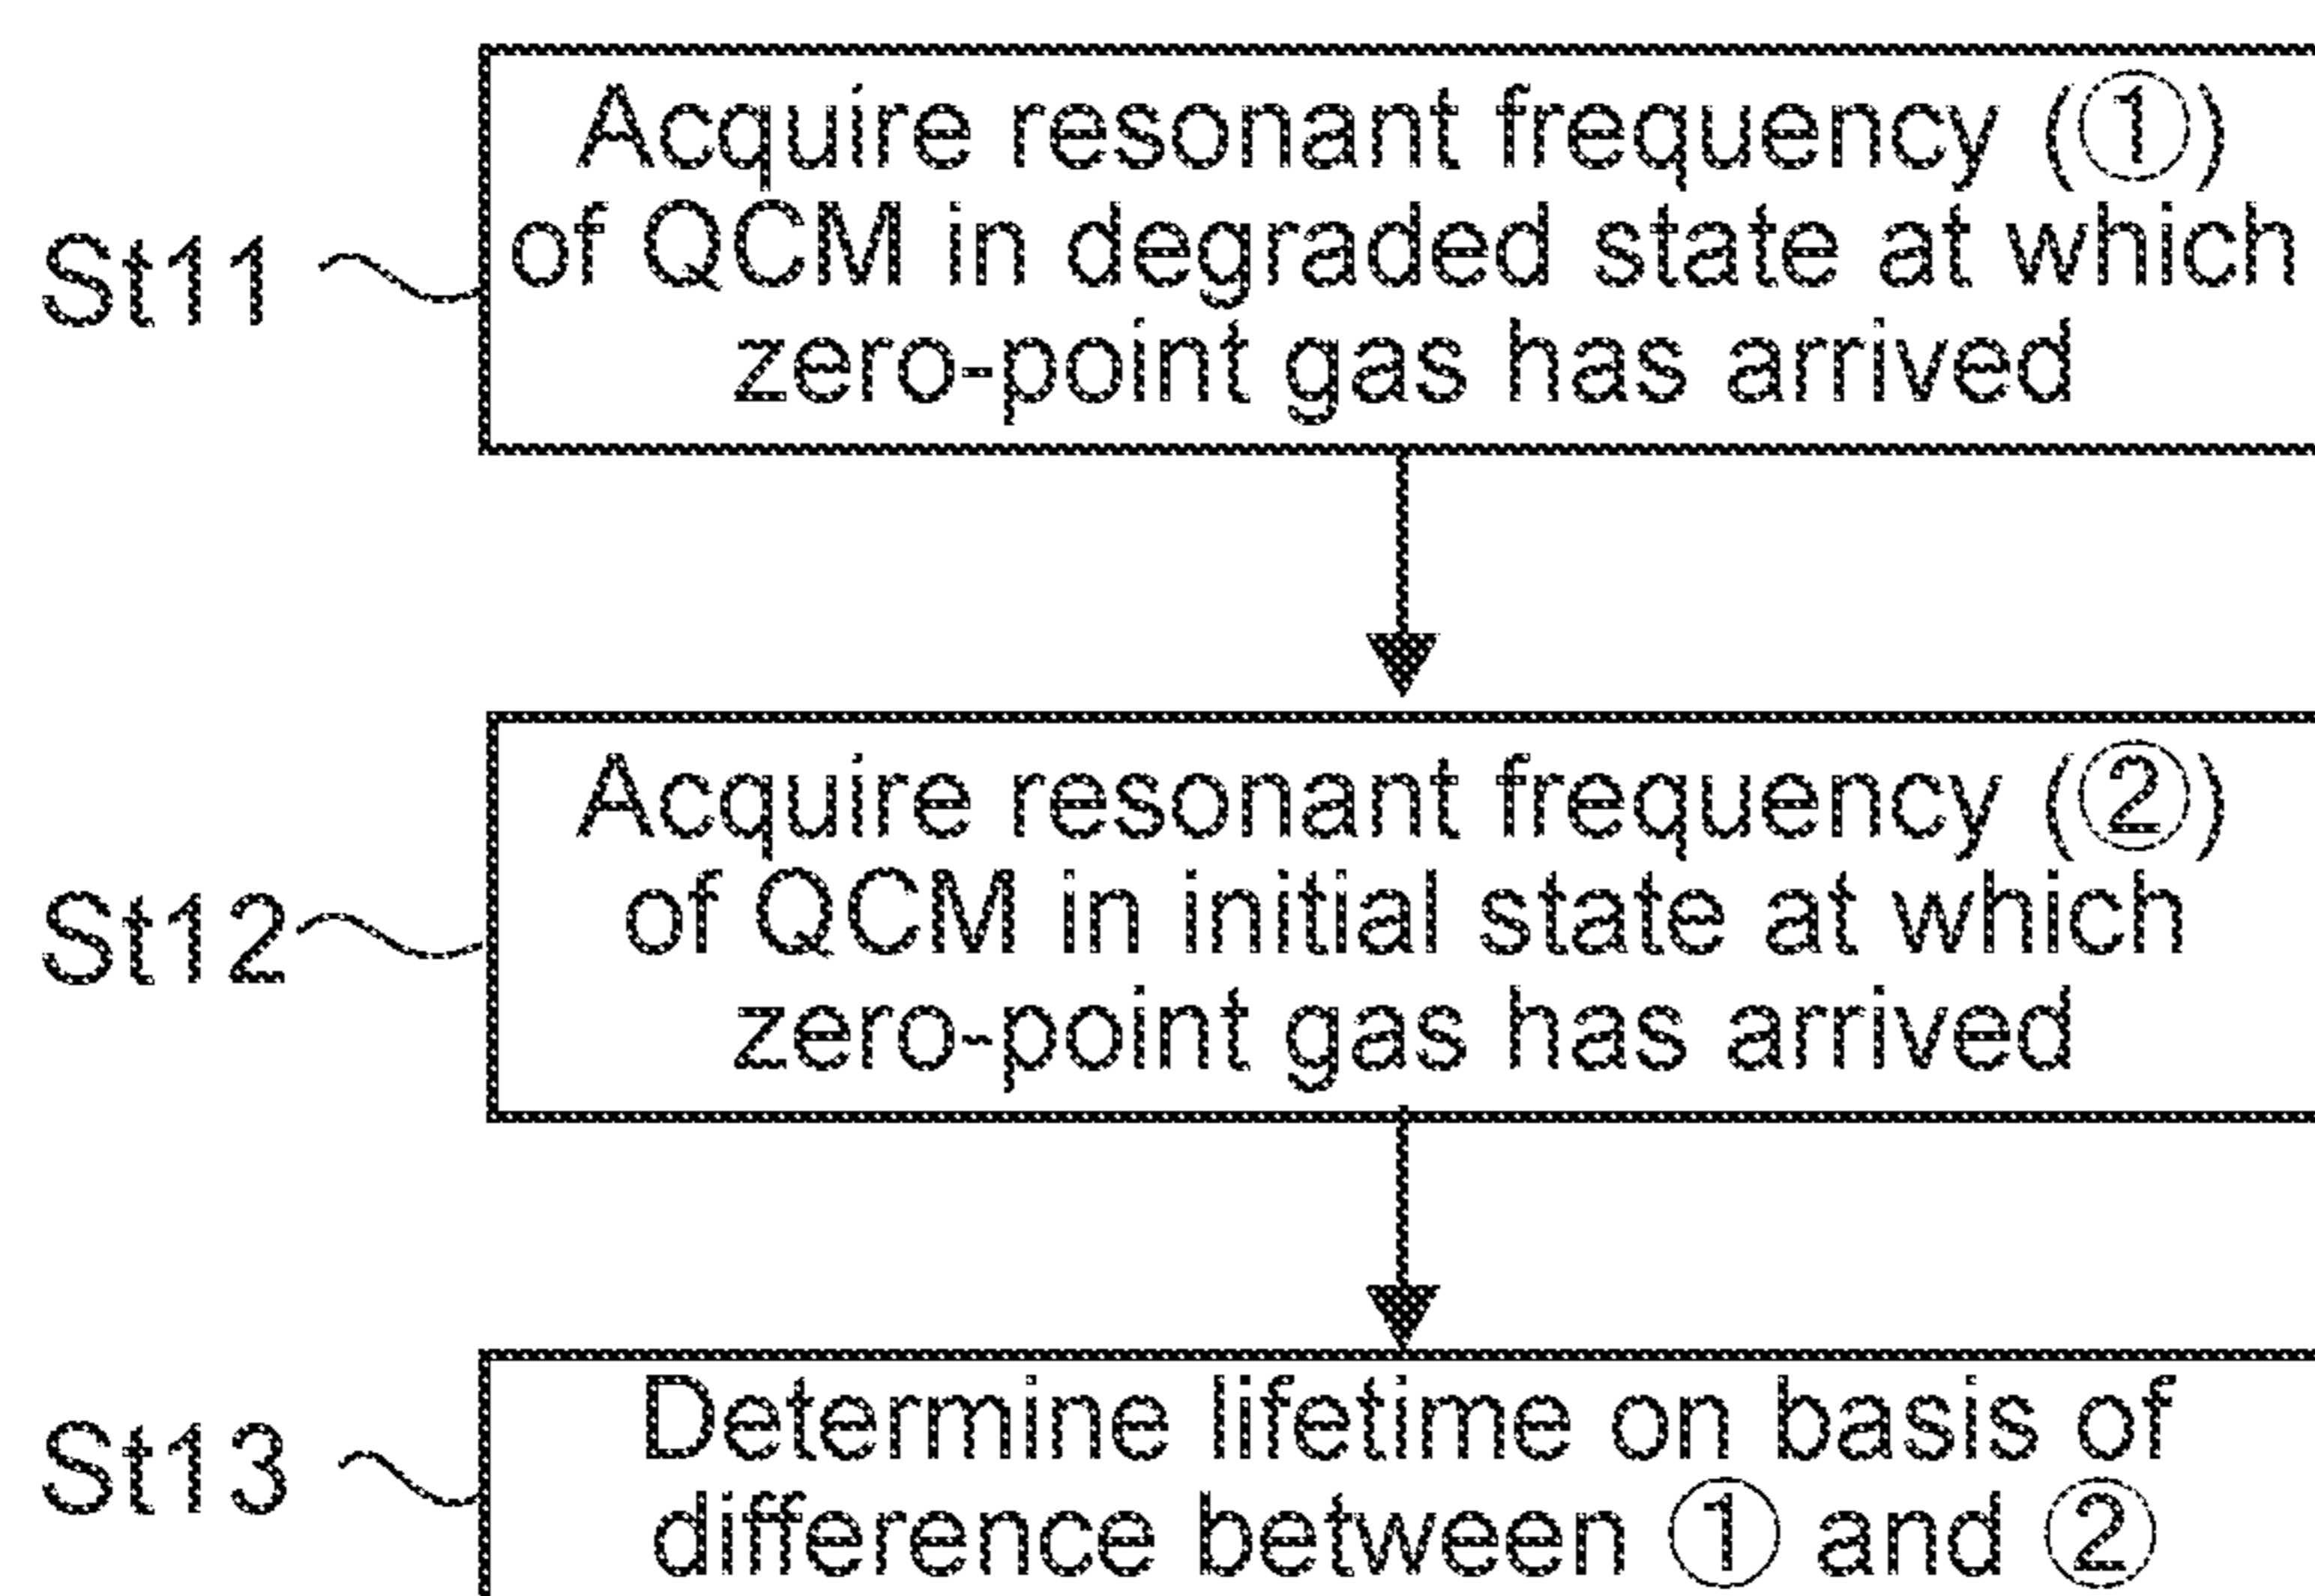 Acquire resonant frequency (①)
St11 of QCM in degraded state at which
zero-point gas has arrived
Acquire resonant frequency (②)
St12 of QCM in initial state at which
zero-point gas has arrived
St13 Determine lifetime on basis of
difference between ① and ②